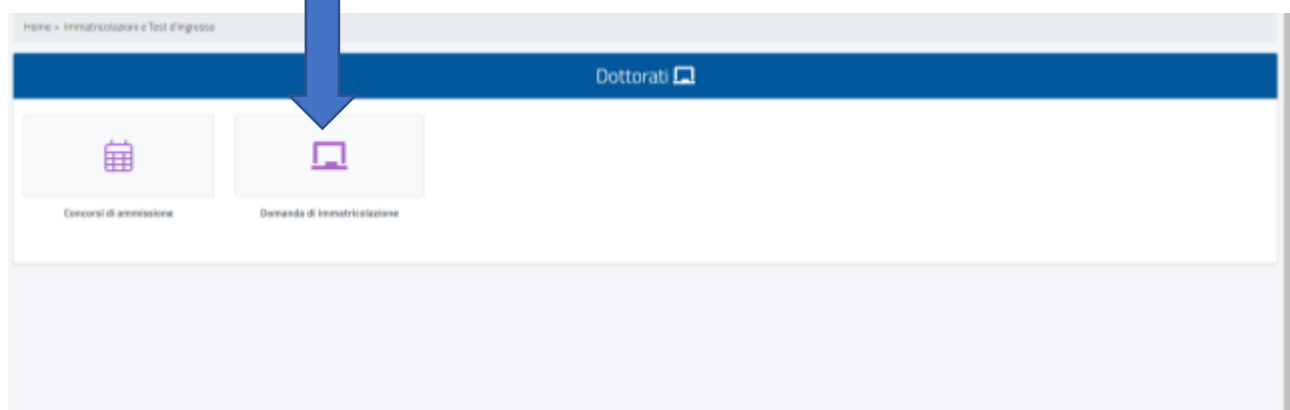 Home > Immatricolazioni e Test d'ingresso
Dottorati
Concorsi di ammissione
Domanda di immatricolazione